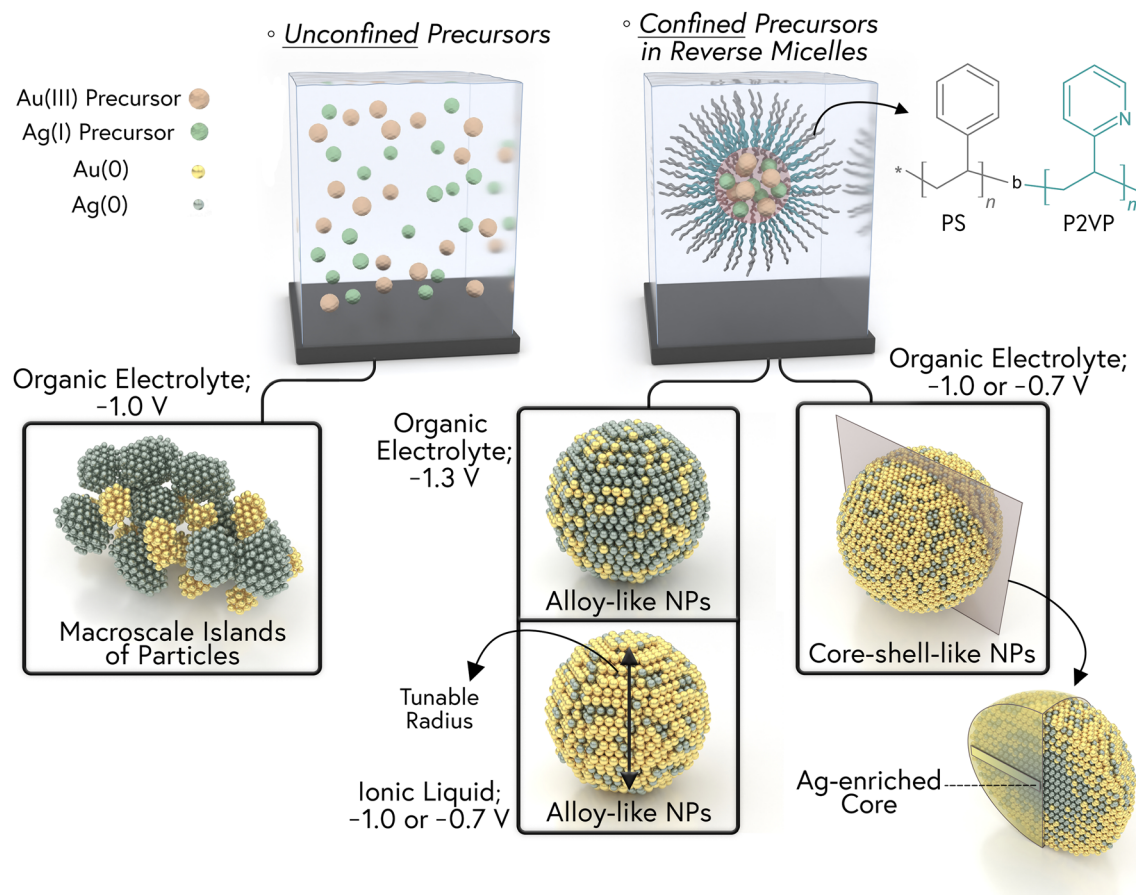 ◦ Unconfined Precursors
◦ Confined Precursors
in Reverse Micelles
Au(III) Precursor
Ag(I) Precursor
Au(0)
Ag(0)
*
n
b
N
n
PS
P2VP
Organic Electrolyte;
−1.0 V
Organic
Electrolyte;
−1.3 V
Organic Electrolyte;
−1.0 or −0.7 V
Macroscale Islands
of Particles
Alloy-like NPs
Core-shell-like NPs
Tunable
Radius
Ionic Liquid;
−1.0 or −0.7 V
Alloy-like NPs
Ag-enriched
Core